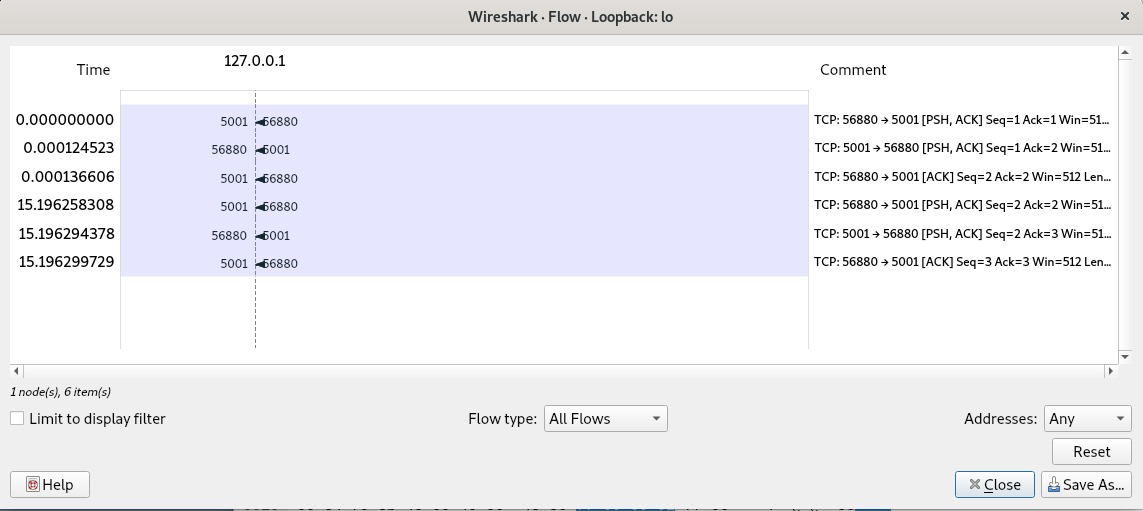 Wireshark · Flow · Loopback: lo
127.0.0.1
Time Comment
0.000000000 5001 56880 TCP: 56880 → 5001 [PSH, ACK] Seq=1 Ack=1 Win=51...
0.000124523 56880 5001 TCP: 5001 → 56880 [PSH, ACK] Seq=1 Ack=2 Win=51...
0.000136606 5001 56880 TCP: 56880 → 5001 [ACK] Seq=2 Ack=2 Win=512 Len...
15.196258308 5001 56880 TCP: 56880 → 5001 [PSH, ACK] Seq=2 Ack=2 Win=51...
15.196294378 56880 5001 TCP: 5001 → 56880 [PSH, ACK] Seq=2 Ack=3 Win=51...
15.196299729 5001 56880 TCP: 56880 → 5001 [ACK] Seq=3 Ack=3 Win=512 Len...
1 node(s), 6 item(s)
Limit to display filter Flow type: All Flows Addresses: Any
Reset
Help Close Save As...